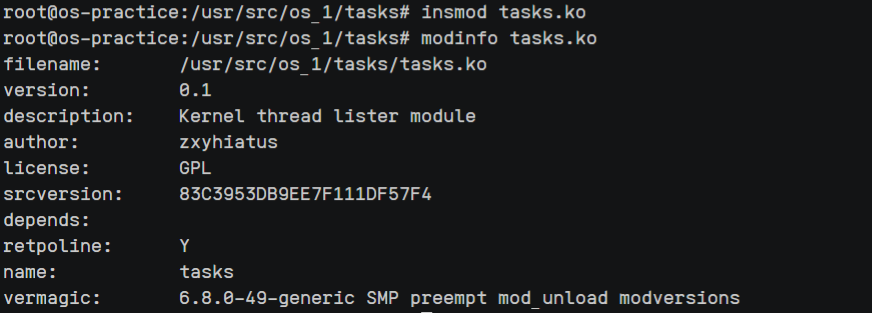 root@os-practice:/usr/src/os_1/tasks# insmod tasks.ko
root@os-practice:/usr/src/os_1/tasks# modinfo tasks.ko
filename:       /usr/src/os_1/tasks/tasks.ko
version:        0.1
description:    Kernel thread lister module
author:         zxyhiatus
license:        GPL
srcversion:     83C3953DB9EE7F111DF57F4
depends:
retpoline:      Y
name:           tasks
vermagic:       6.8.0-49-generic SMP preempt mod_unload modversions